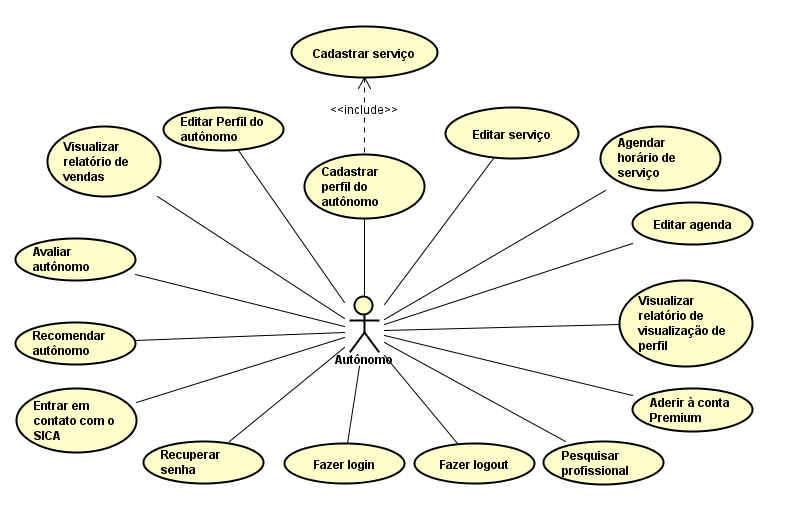 Cadastrar serviço
<<include>>
Editar Perfil do
autônomo
Editar serviço
Visualizar
relatório de
vendas
Cadastrar
perfil do
autônomo
Agendar
horário de
serviço
Editar agenda
Avaliar
autônomo
Visualizar
relatório de
visualização de
perfil
Recomendar
autônomo
Autônomo
Entrar em
contato com o
SICA
Aderir à conta
Premium
Recuperar
senha
Fazer login
Fazer logout
Pesquisar
profissional